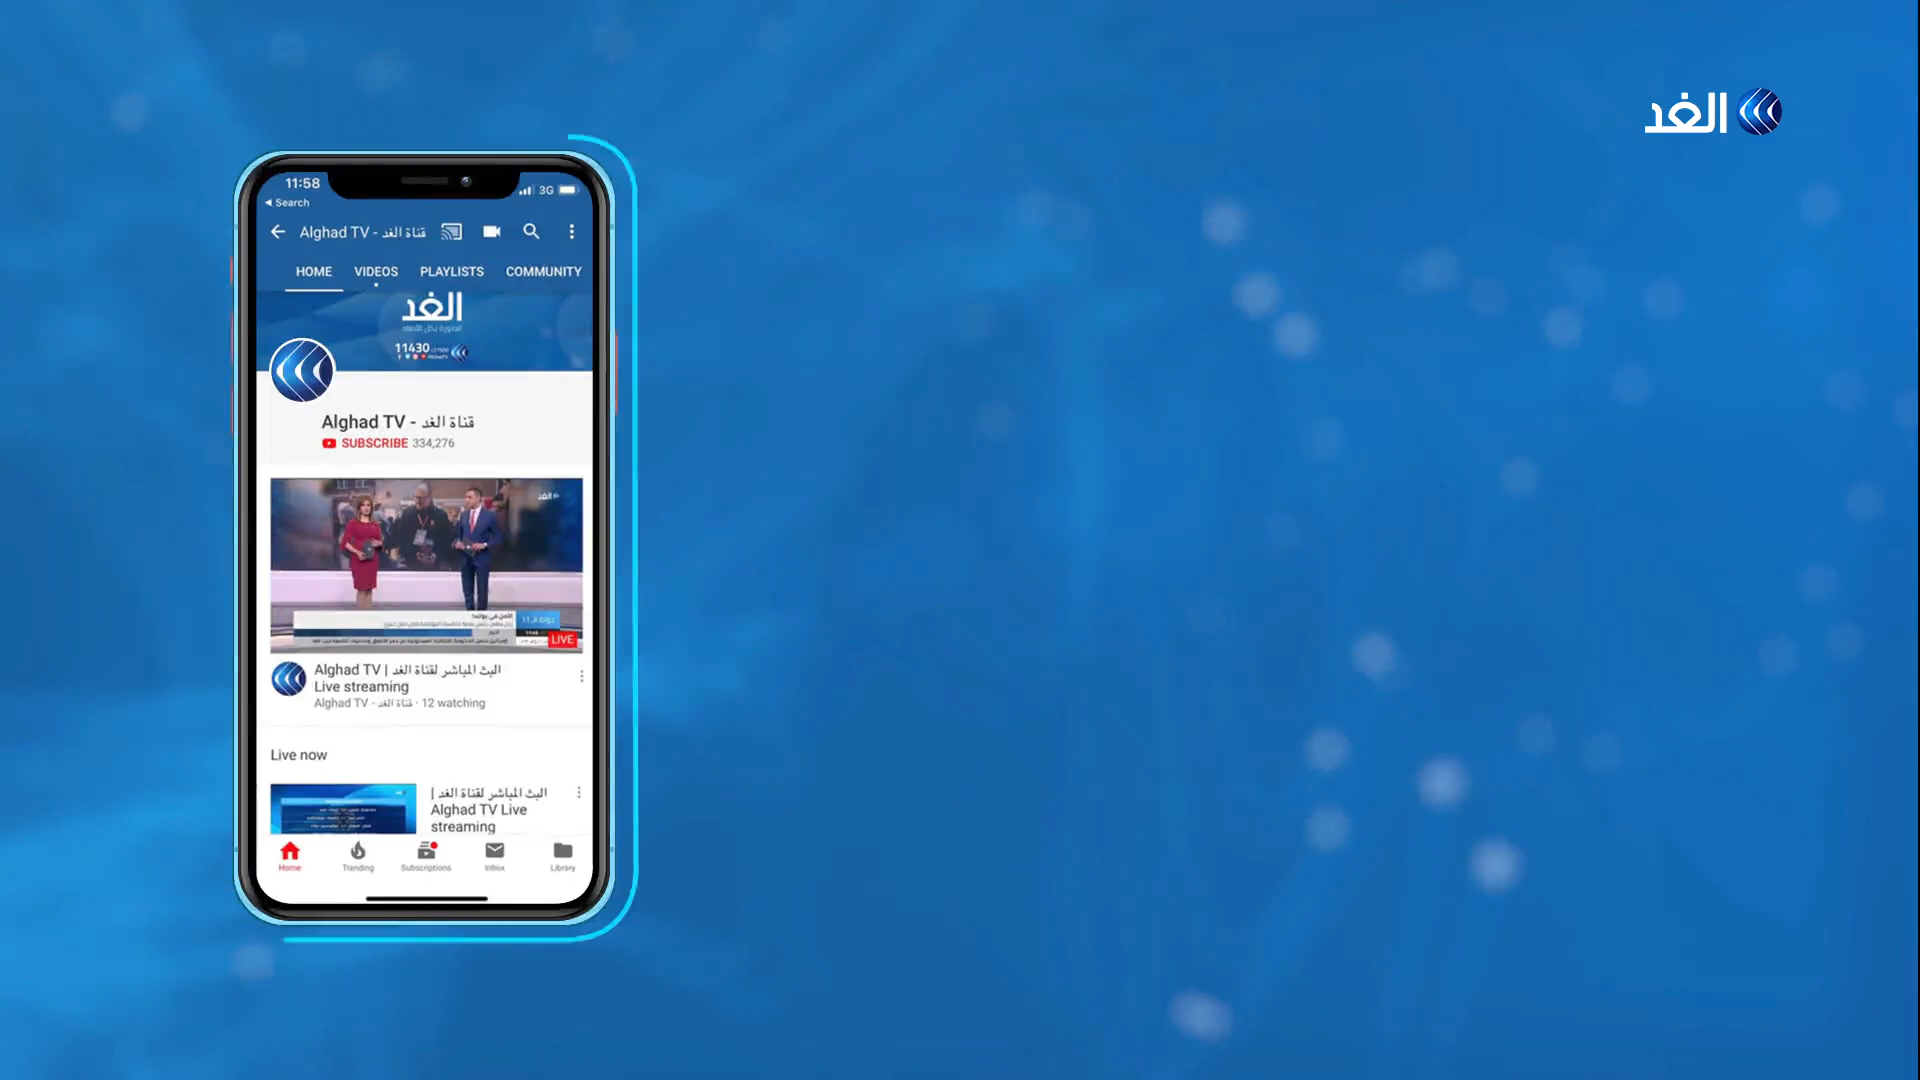 الغد
11:58
3G
Search
Alghad TV - قناة الغد
HOME VIDEOS PLAYLISTS COMMUNITY
الغد
11430
Alghad TV - قناة الغد
SUBSCRIBE 334,276
الغد
LIVE
Alghad TV | البث المباشر لقناة الغد
Live streaming
Alghad TV - قناة الغد · 12 watching
Live now
البث المباشر لقناة الغد |
Alghad TV Live
streaming
Home Trending Subscriptions Inbox Library